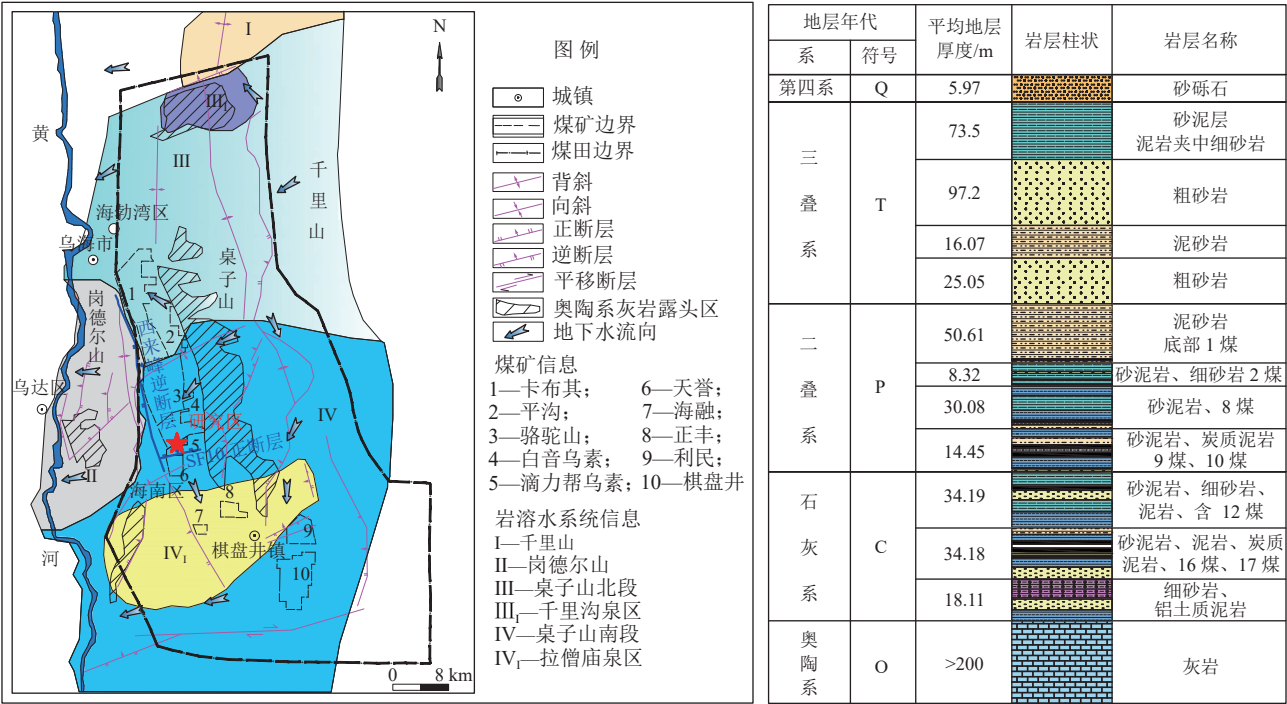 I
N
III₁
黄
III
千
里
山
海勃湾区
乌海市
桌
子
山
岗
德
尔
山
1
2
西
来
峰
逆
断
层
乌达区
3
4
IV
研究区
5
II
6
海南区
8
7
9
棋盘井镇
河
IV₁
10
0 8 km
图 例
城镇
煤矿边界
煤田边界
背斜
向斜
正断层
逆断层
平移断层
奥陶系灰岩露头区
地下水流向
煤矿信息
1—卡布其； 6—天誉；
2—平沟； 7—海融；
3—骆驼山； 8—正丰；
4—白音乌素； 9—利民；
5—滴力帮乌素； 10—棋盘井
岩溶水系统信息
I—千里山
II—岗德尔山
III—桌子山北段
III₁—千里沟泉区
IV—桌子山南段
IV₁—拉僧庙泉区
地层年代 平均地层厚度/m 岩层柱状 岩层名称
系 符号
第四系 Q 5.97 砂砾石
三叠系 T
73.5 砂泥层
泥岩夹中细砂岩
97.2 粗砂岩
16.07 泥砂岩
25.05 粗砂岩
二叠系 P
50.61 泥砂岩
底部 1 煤
8.32 砂泥岩、细砂岩 2 煤
30.08 砂泥岩、8 煤
14.45 砂泥岩、炭质泥岩
9 煤、10 煤
石灰系 C
34.19 砂泥岩、细砂岩、
泥岩、含 12 煤
34.18 砂泥岩、泥岩、炭质
泥岩、16 煤、17 煤
18.11 细砂岩、
铝土质泥岩
奥陶系 O >200 灰岩